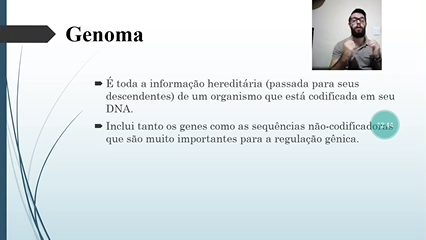 Genoma
É toda a informação hereditária (passada para seus
descendentes) de um organismo que está codificada em seu
DNA.
Inclui tanto os genes como as sequências não-codificadoras
que são muito importantes para a regulação gênica.